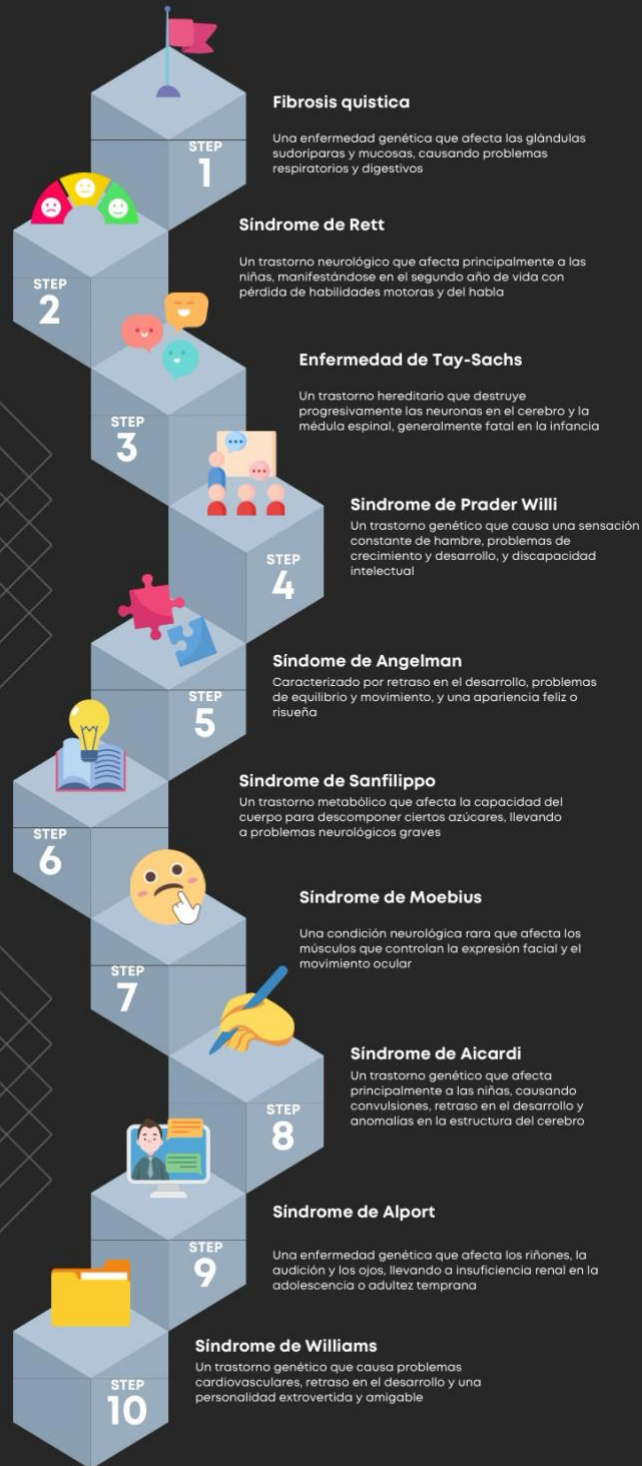 STEP
1
Fibrosis quistica
Una enfermedad genética que afecta las glándulas
sudoríparas y mucosas, causando problemas
respiratorios y digestivos
STEP
2
Síndrome de Rett
Un trastorno neurológico que afecta principalmente a las
niñas, manifestándose en el segundo año de vida con
pérdida de habilidades motoras y del habla
STEP
3
Enfermedad de Tay-Sachs
Un trastorno hereditario que destruye
progresivamente las neuronas en el cerebro y la
médula espinal, generalmente fatal en la infancia
STEP
4
Sindrome de Prader Willi
Un trastorno genético que causa una sensación
constante de hambre, problemas de
crecimiento y desarrollo, y discapacidad
intelectual
STEP
5
Síndome de Angelman
Caracterizado por retraso en el desarrollo, problemas
de equilibrio y movimiento, y una apariencia feliz o
risueña
STEP
6
Sindrome de Sanfilippo
Un trastorno metabólico que afecta la capacidad del
cuerpo para descomponer ciertos azúcares, llevando
a problemas neurológicos graves
STEP
7
Síndrome de Moebius
Una condición neurológica rara que afecta los
músculos que controlan la expresión facial y el
movimiento ocular
STEP
8
Síndrome de Aicardi
Un trastorno genético que afecta
principalmente a las niñas, causando
convulsiones, retraso en el desarrollo y
anomalías en la estructura del cerebro
STEP
9
Síndrome de Alport
Una enfermedad genética que afecta los riñones, la
audición y los ojos, llevando a insuficiencia renal en la
adolescencia o adultez temprana
STEP
10
Síndrome de Williams
Un trastorno genético que causa problemas
cardiovasculares, retraso en el desarrollo y una
personalidad extrovertida y amigable